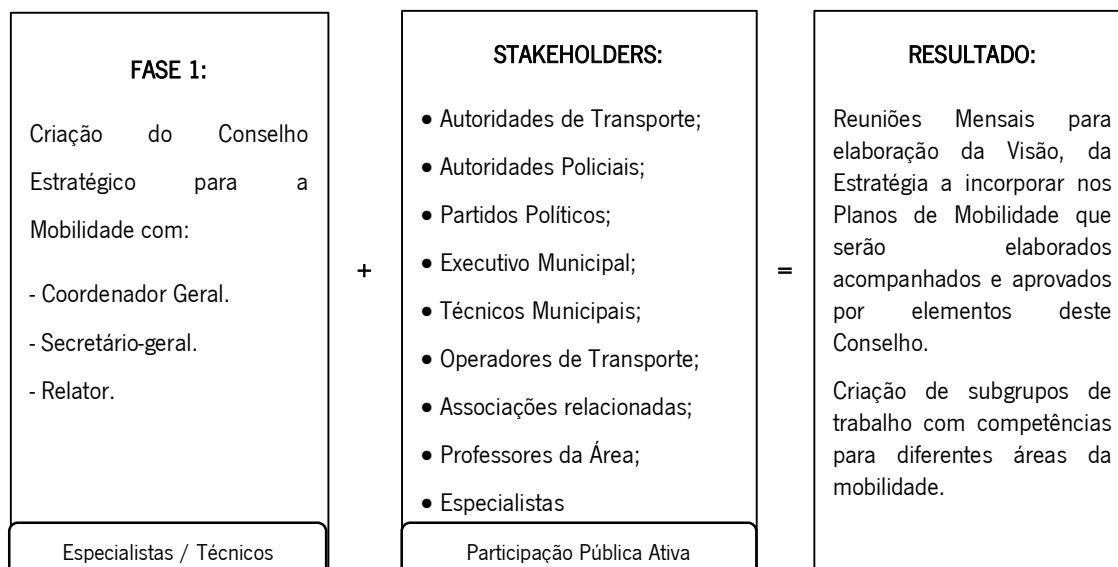 FASE 1:
Criação do Conselho
Estratégico para a
Mobilidade com:
- Coordenador Geral.
- Secretário-geral.
- Relator.
Especialistas / Técnicos
+
STAKEHOLDERS:
• Autoridades de Transporte;
• Autoridades Policiais;
• Partidos Políticos;
• Executivo Municipal;
• Técnicos Municipais;
• Operadores de Transporte;
• Associações relacionadas;
• Professores da Área;
• Especialistas
Participação Pública Ativa
=
RESULTADO:
Reuniões Mensais para
elaboração da Visão, da
Estratégia a incorporar nos
Planos de Mobilidade que
serão elaborados
acompanhados e aprovados
por elementos deste
Conselho.
Criação de subgrupos de
trabalho com competências
para diferentes áreas da
mobilidade.